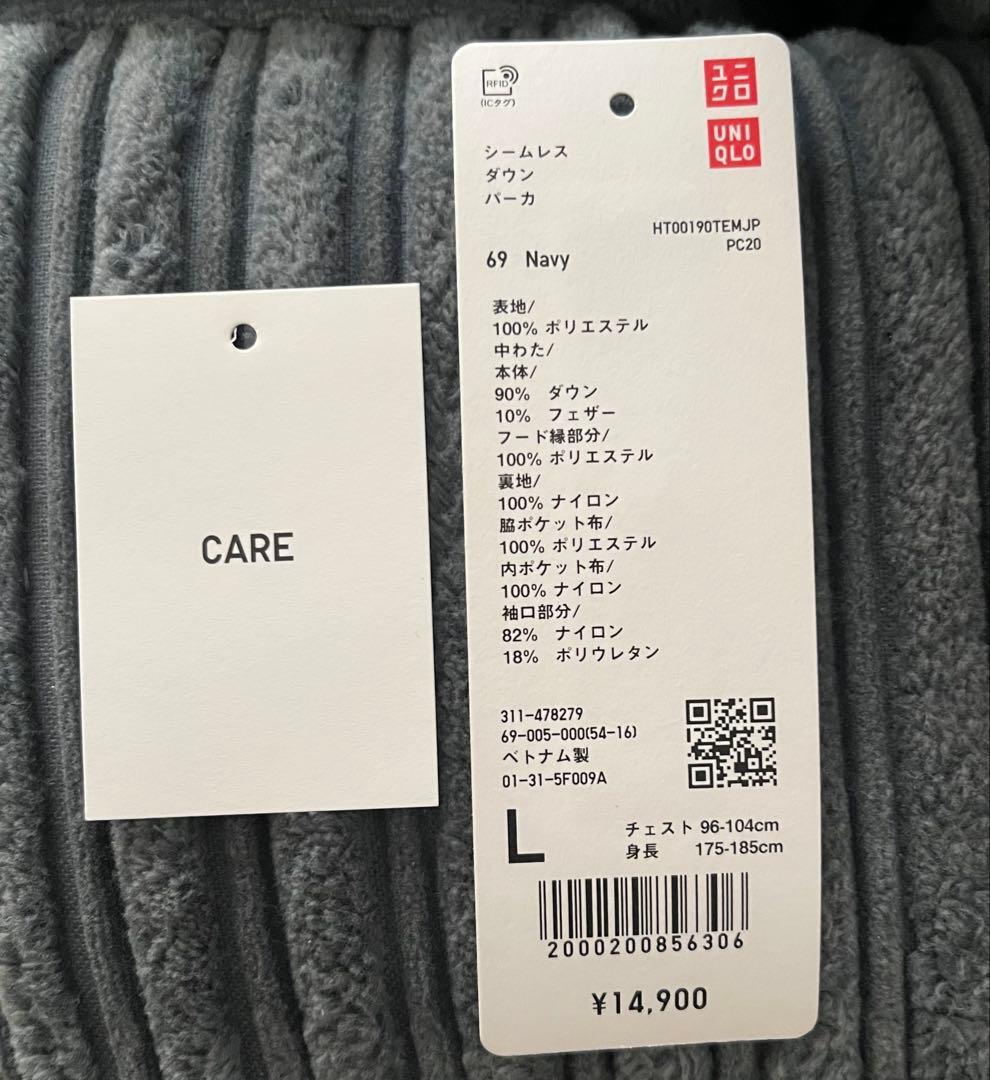 RFID
(ICタグ)
ユニ
クロ
UNI
QLO
シームレス
ダウン
パーカ
HT00190TEMJP
PC20
69 Navy
表地/
100% ポリエステル
中わた/
本体/
90% ダウン
10% フェザー
フード縁部分/
100% ポリエステル
裏地/
100% ナイロン
脇ポケット布/
100% ポリエステル
内ポケット布/
100% ナイロン
袖口部分/
82% ナイロン
18% ポリウレタン
311-478279
69-005-000(54-16)
ベトナム製
01-31-5F009A
L
チェスト 96-104cm
身長 175-185cm
2000200856306
¥14,900
CARE